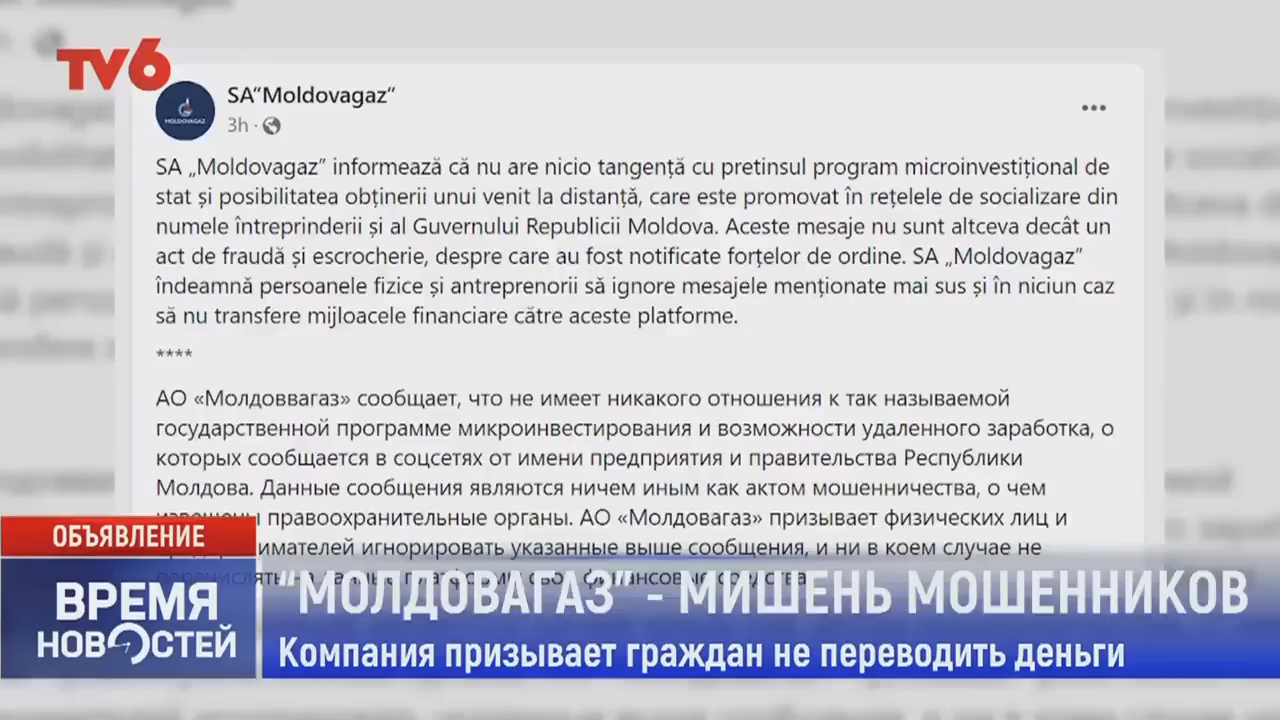 TV6
SA“Moldovagaz“
3h ·
MOLDOVAGAZ
SA „Moldovagaz” informează că nu are nicio tangență cu pretinsul program microinvestițional de
stat și posibilitatea obținerii unui venit la distanță, care este promovat în rețelele de socializare din
numele întreprinderii și al Guvernului Republicii Moldova. Aceste mesaje nu sunt altceva decât un
act de fraudă și escrocherie, despre care au fost notificate forțelor de ordine. SA „Moldovagaz”
îndeamnă persoanele fizice și antreprenorii să ignore mesajele menționate mai sus și în niciun caz
să nu transfere mijloacele financiare către aceste platforme.
****
АО «Молдоввагаз» сообщает, что не имеет никакого отношения к так называемой
государственной программе микроинвестирования и возможности удаленного заработка, о
которых сообщается в соцсетях от имени предприятия и правительства Республики
Молдова. Данные сообщения являются ничем иным как актом мошенничества, о чем
правоохранительные органы. АО «Молдовагаз» призывает физических лиц и
игнорировать указанные выше сообщения, и ни в коем случае не
ОБЪЯВЛЕНИЕ
ВРЕМЯ
НОВОСТЕЙ
“МОЛДОВАГАЗ” - МИШЕНЬ МОШЕННИКОВ
Компания призывает граждан не переводить деньги